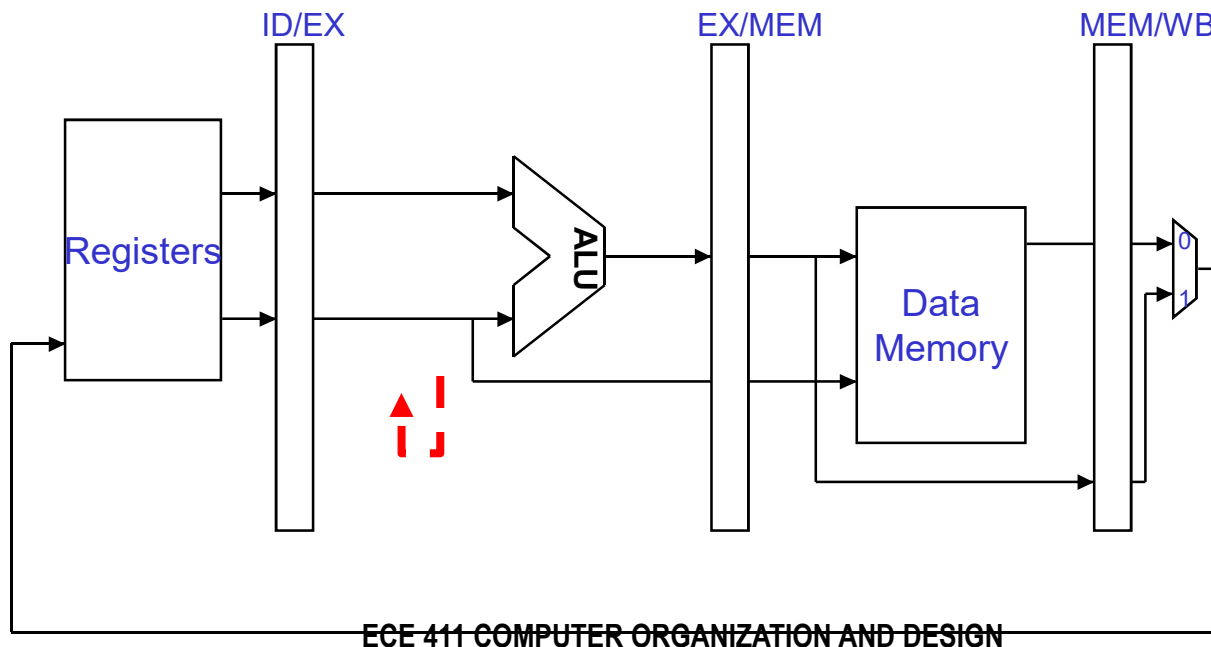 ID/EX
EX/MEM
MEM/WB
Registers
ALU
Data
Memory
0
1
ECE 411 COMPUTER ORGANIZATION AND DESIGN